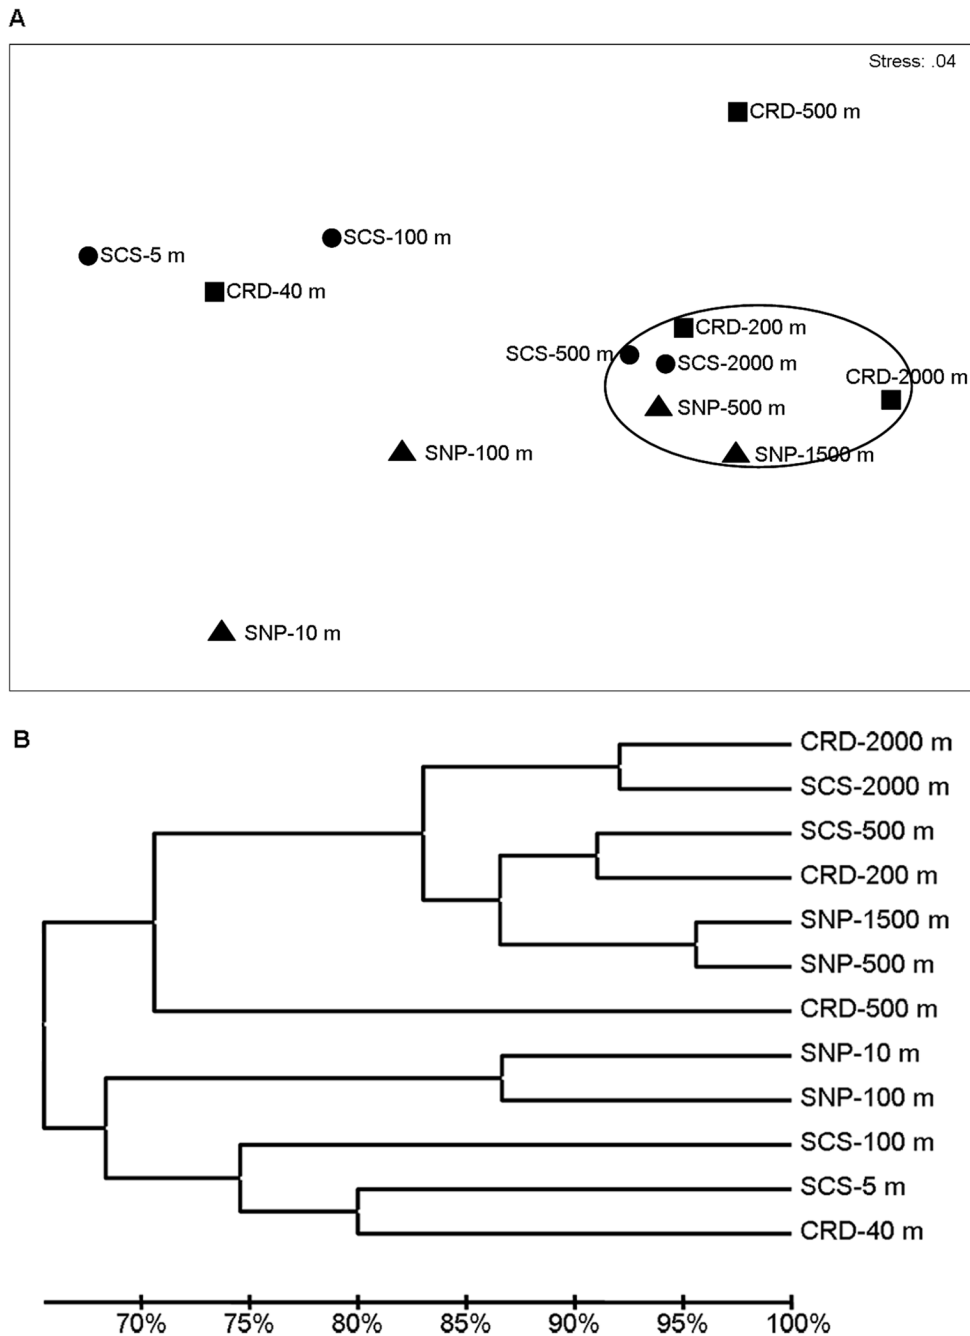 A
Stress: .04
CRD-500 m
SCS-100 m
SCS-5 m
CRD-40 m
CRD-200 m
SCS-500 m
SCS-2000 m
CRD-2000 m
SNP-500 m
SNP-100 m
SNP-1500 m
SNP-10 m
B
CRD-2000 m
SCS-2000 m
SCS-500 m
CRD-200 m
SNP-1500 m
SNP-500 m
CRD-500 m
SNP-10 m
SNP-100 m
SCS-100 m
SCS-5 m
CRD-40 m
70% 75% 80% 85% 90% 95% 100%